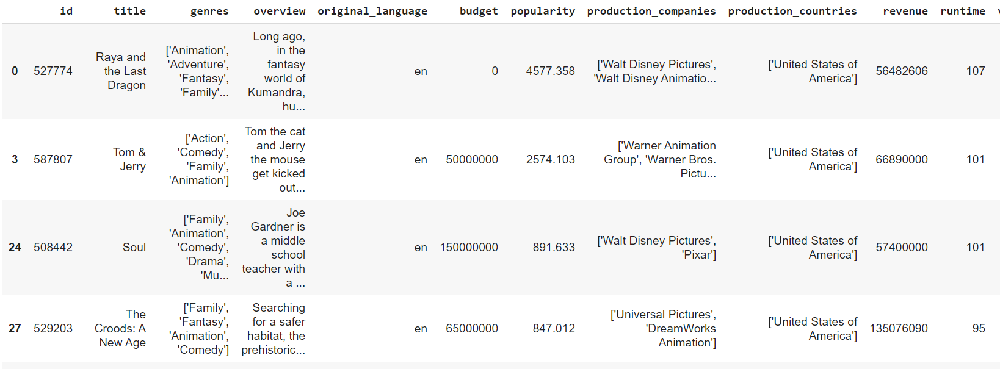 id title genres overview original_language budget popularity production_companies production_countries revenue runtime
Long ago,
['Animation', in the
Raya and 'Adventure', fantasy ['Walt Disney Pictures', ['United States of
0 527774 the Last 'Fantasy', world of en 0 4577.358 'Walt Disney Animatio... America'] 56482606 107
Dragon 'Family'... Kumandra,
hu...
Tom the cat
['Action', and Jerry ['Warner Animation
Tom & 'Comedy', the mouse Group', 'Warner Bros. ['United States of
3 587807 Jerry 'Family', get kicked en 50000000 2574.103 Pictu... America'] 66890000 101
'Animation'] out...
Joe
['Family', Gardner is
'Animation', a middle ['Walt Disney Pictures', ['United States of
24 508442 Soul 'Comedy', school en 150000000 891.633 'Pixar'] America'] 57400000 101
'Drama', teacher with
'Mu... a ...
The ['Family', Searching ['Universal Pictures',
Croods: A 'Fantasy', for a safer 'DreamWorks ['United States of
27 529203 New Age 'Animation', habitat, the en 65000000 847.012 Animation'] America'] 135076090 95
'Comedy'] prehistoric...